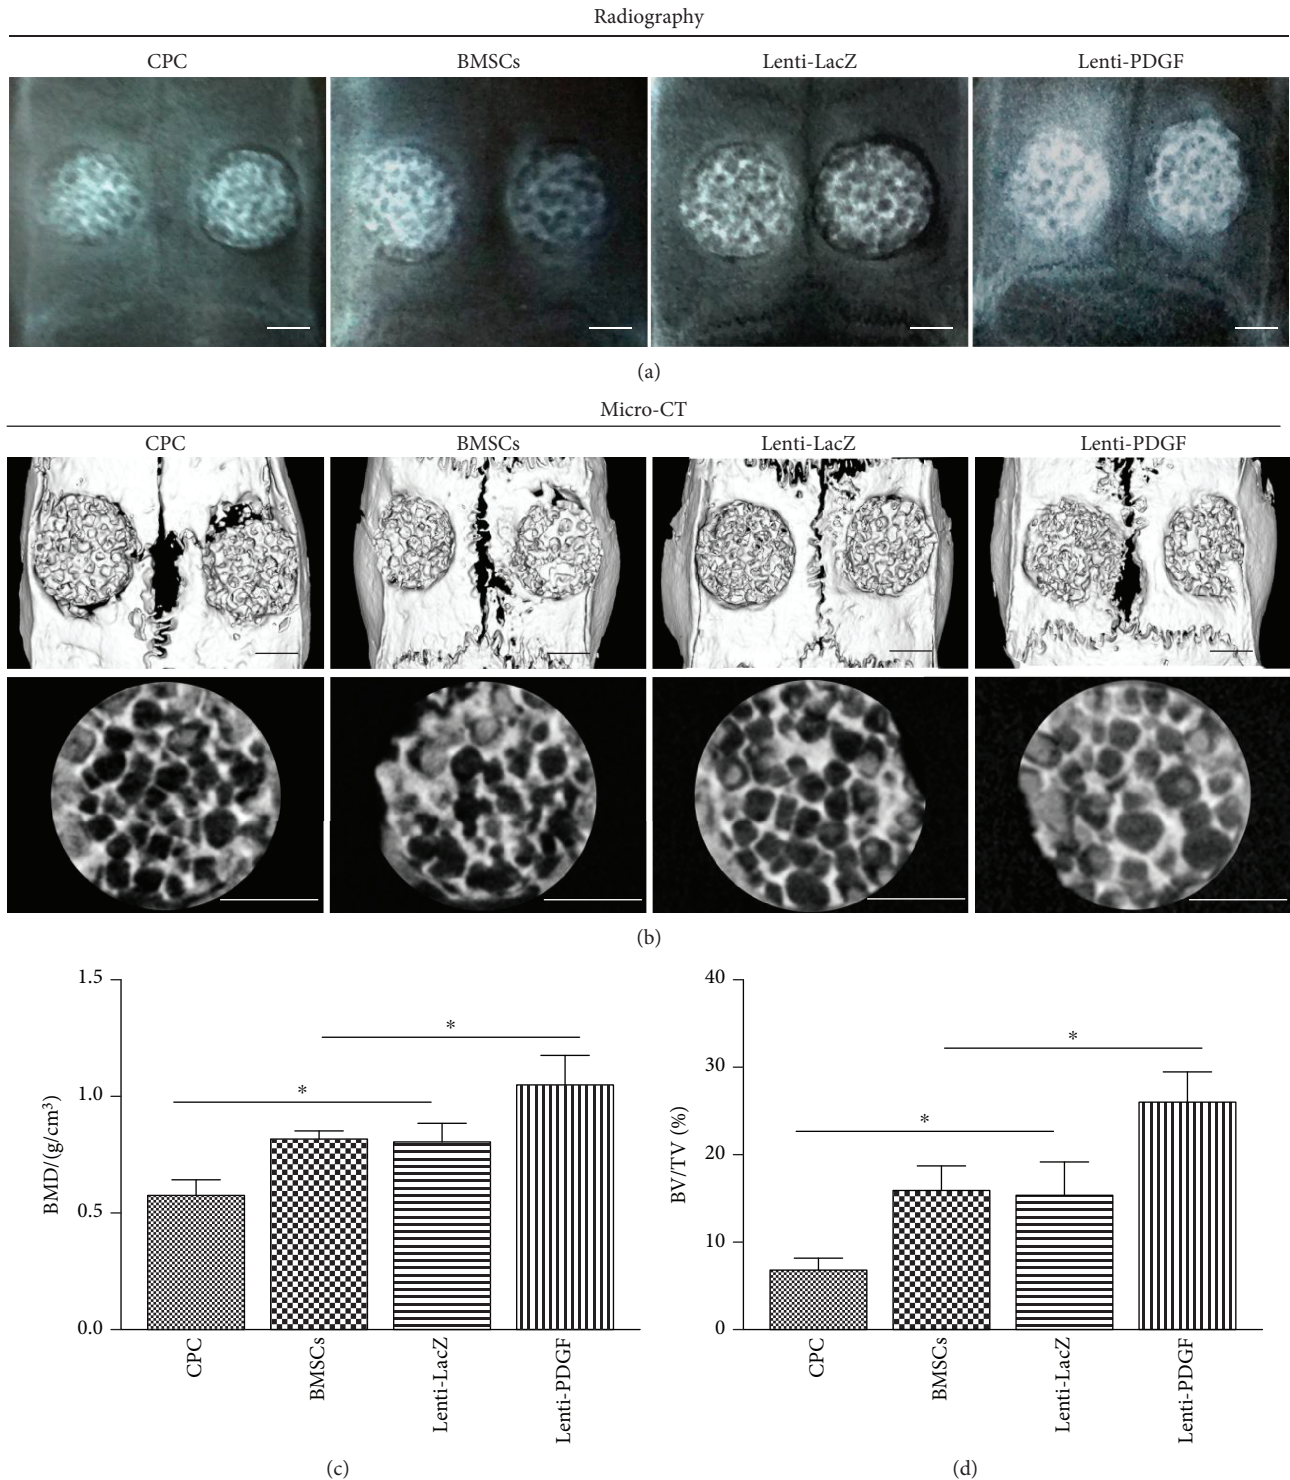 Radiography
CPC BMSCs Lenti-LacZ Lenti-PDGF
(a)
Micro-CT
CPC BMSCs Lenti-LacZ Lenti-PDGF
(b)
1.5
1.0
0.5
0.0
BMD/(g/cm³)
*
*
CPC
BMSCs
Lenti-LacZ
Lenti-PDGF
(c)
40
30
20
10
0
BV/TV (%)
*
*
CPC
BMSCs
Lenti-LacZ
Lenti-PDGF
(d)